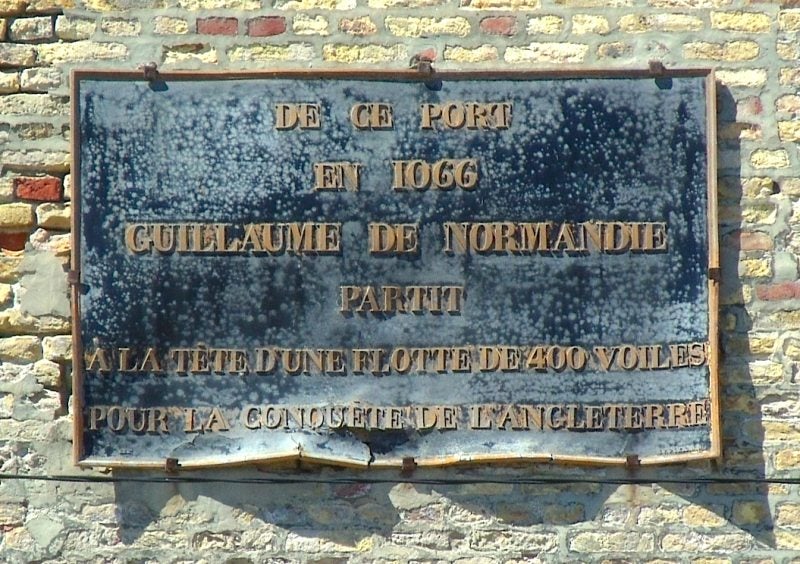 DE CE PORT
EN 1066
GUILLAUME DE NORMANDIE
PARTIT
À LA TÊTE D'UNE FLOTTE DE 400 VOILES
POUR LA CONQUÊTE DE L'ANGLETERRE